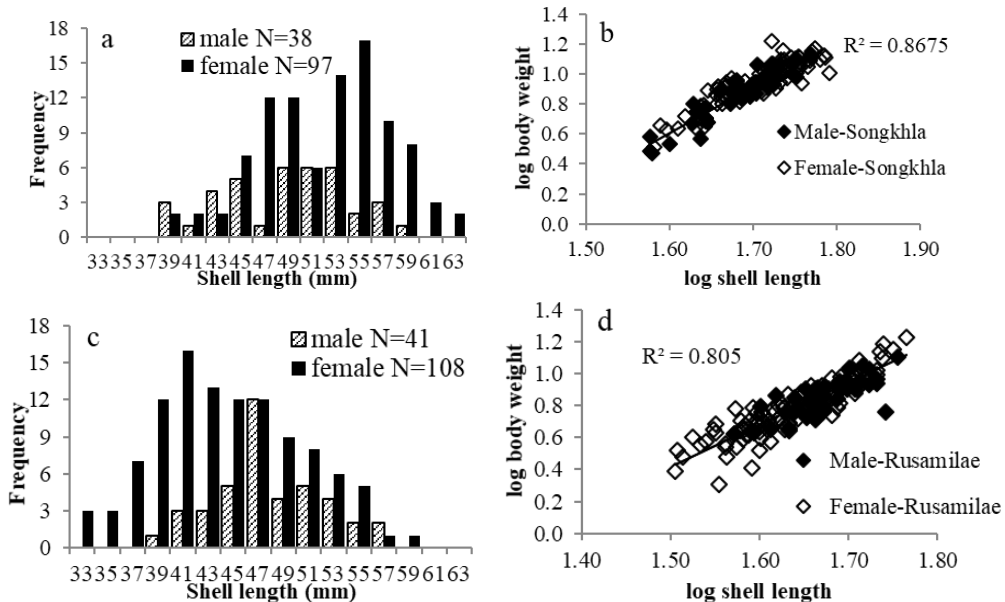 a
male N=38
female N=97
Frequency
18
15
12
9
6
3
0
33 35 37 39 41 43 45 47 49 51 53 55 57 59 61 63
Shell length (mm)
b
R² = 0.8675
log body weight
1.4
1.2
1.0
0.8
0.6
0.4
0.2
0.0
Male-Songkhla
Female-Songkhla
1.50 1.60 1.70 1.80 1.90
log shell length
c
male N=41
female N=108
Frequency
18
15
12
9
6
3
0
33 35 37 39 41 43 45 47 49 51 53 55 57 59 61 63
Shell length (mm)
d
R² = 0.805
log body weight
1.4
1.2
1.0
0.8
0.6
0.4
0.2
0.0
Male-Rusamilae
Female-Rusamilae
1.40 1.50 1.60 1.70 1.80
log shell length